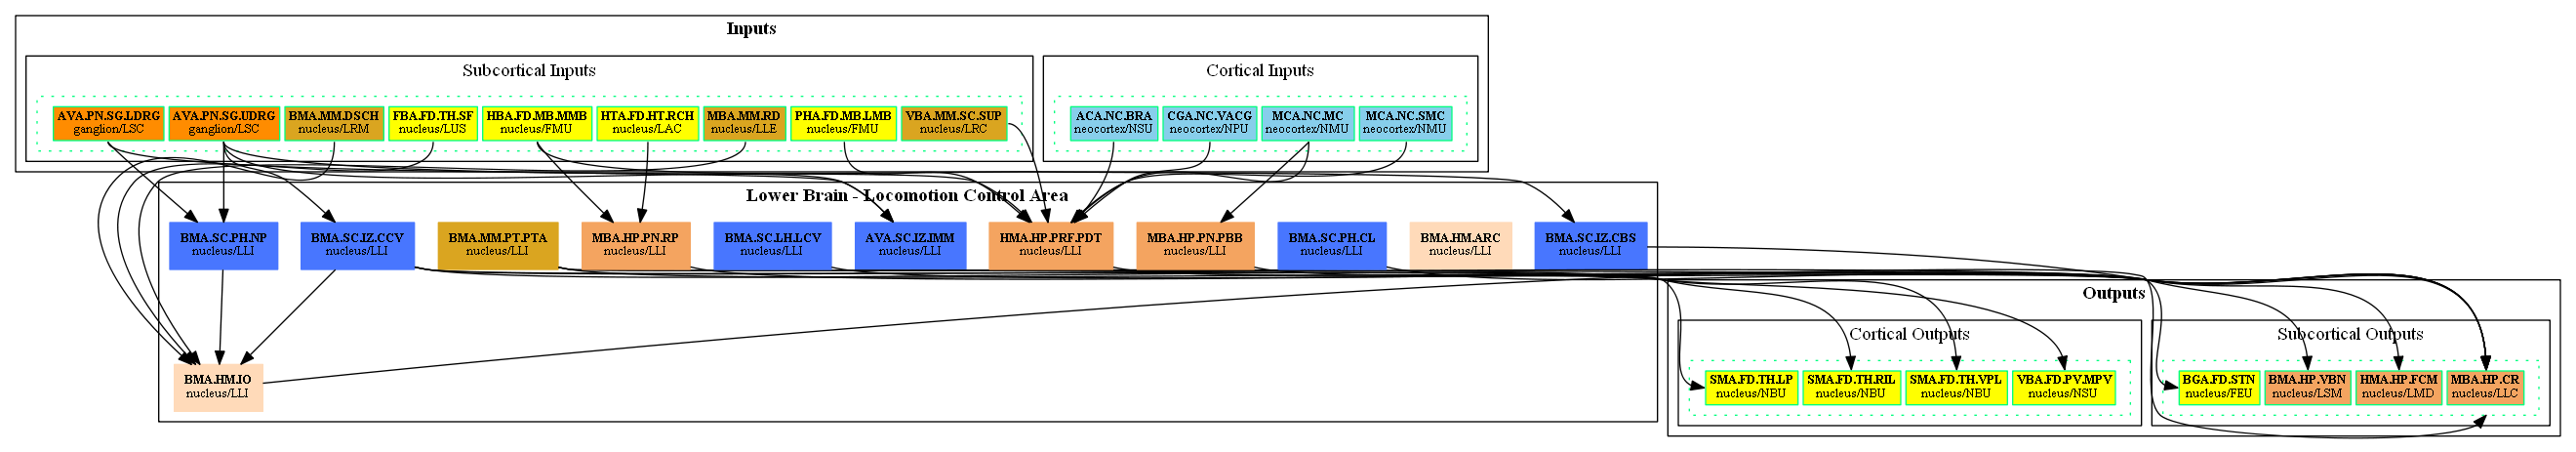 Inputs
Subcortical Inputs
Cortical Inputs
AVA.PN.SG.LDRG
ganglion/LSC
AVA.PN.SG.UDRG
ganglion/LSC
BMA.MM.DSCH
nucleus/LRM
FBA.FD.TH.SF
nucleus/LUS
HBA.FD.MB.MMB
nucleus/FMU
HTA.FD.HT.RCH
nucleus/LAC
MBA.MM.RD
nucleus/LLE
PHA.FD.MB.LMB
nucleus/FMU
VBA.MM.SC.SUP
nucleus/LRC
ACA.NC.BRA
neocortex/NSU
CGA.NC.VACG
neocortex/NPU
MCA.NC.MC
neocortex/NMU
MCA.NC.SMC
neocortex/NMU
Lower Brain - Locomotion Control Area
BMA.SC.PH.NP
nucleus/LLI
BMA.SC.IZ.CCV
nucleus/LLI
BMA.MM.PT.PTA
nucleus/LLI
MBA.HP.PN.RP
nucleus/LLI
BMA.SC.LH.LCV
nucleus/LLI
AVA.SC.IZ.IMM
nucleus/LLI
HMA.HP.PRF.PDT
nucleus/LLI
MBA.HP.PN.PBB
nucleus/LLI
BMA.SC.PH.CL
nucleus/LLI
BMA.HM.ARC
nucleus/LLI
BMA.SC.IZ.CBS
nucleus/LLI
BMA.HM.IO
nucleus/LLI
Outputs
Cortical Outputs
Subcortical Outputs
SMA.FD.TH.LP
nucleus/NBU
SMA.FD.TH.RIL
nucleus/NBU
SMA.FD.TH.VPL
nucleus/NBU
VBA.FD.PV.MPV
nucleus/NSU
BGA.FD.STN
nucleus/FEU
BMA.HP.VBN
nucleus/LSM
HMA.HP.FCM
nucleus/LMD
MBA.HP.CR
nucleus/LLC